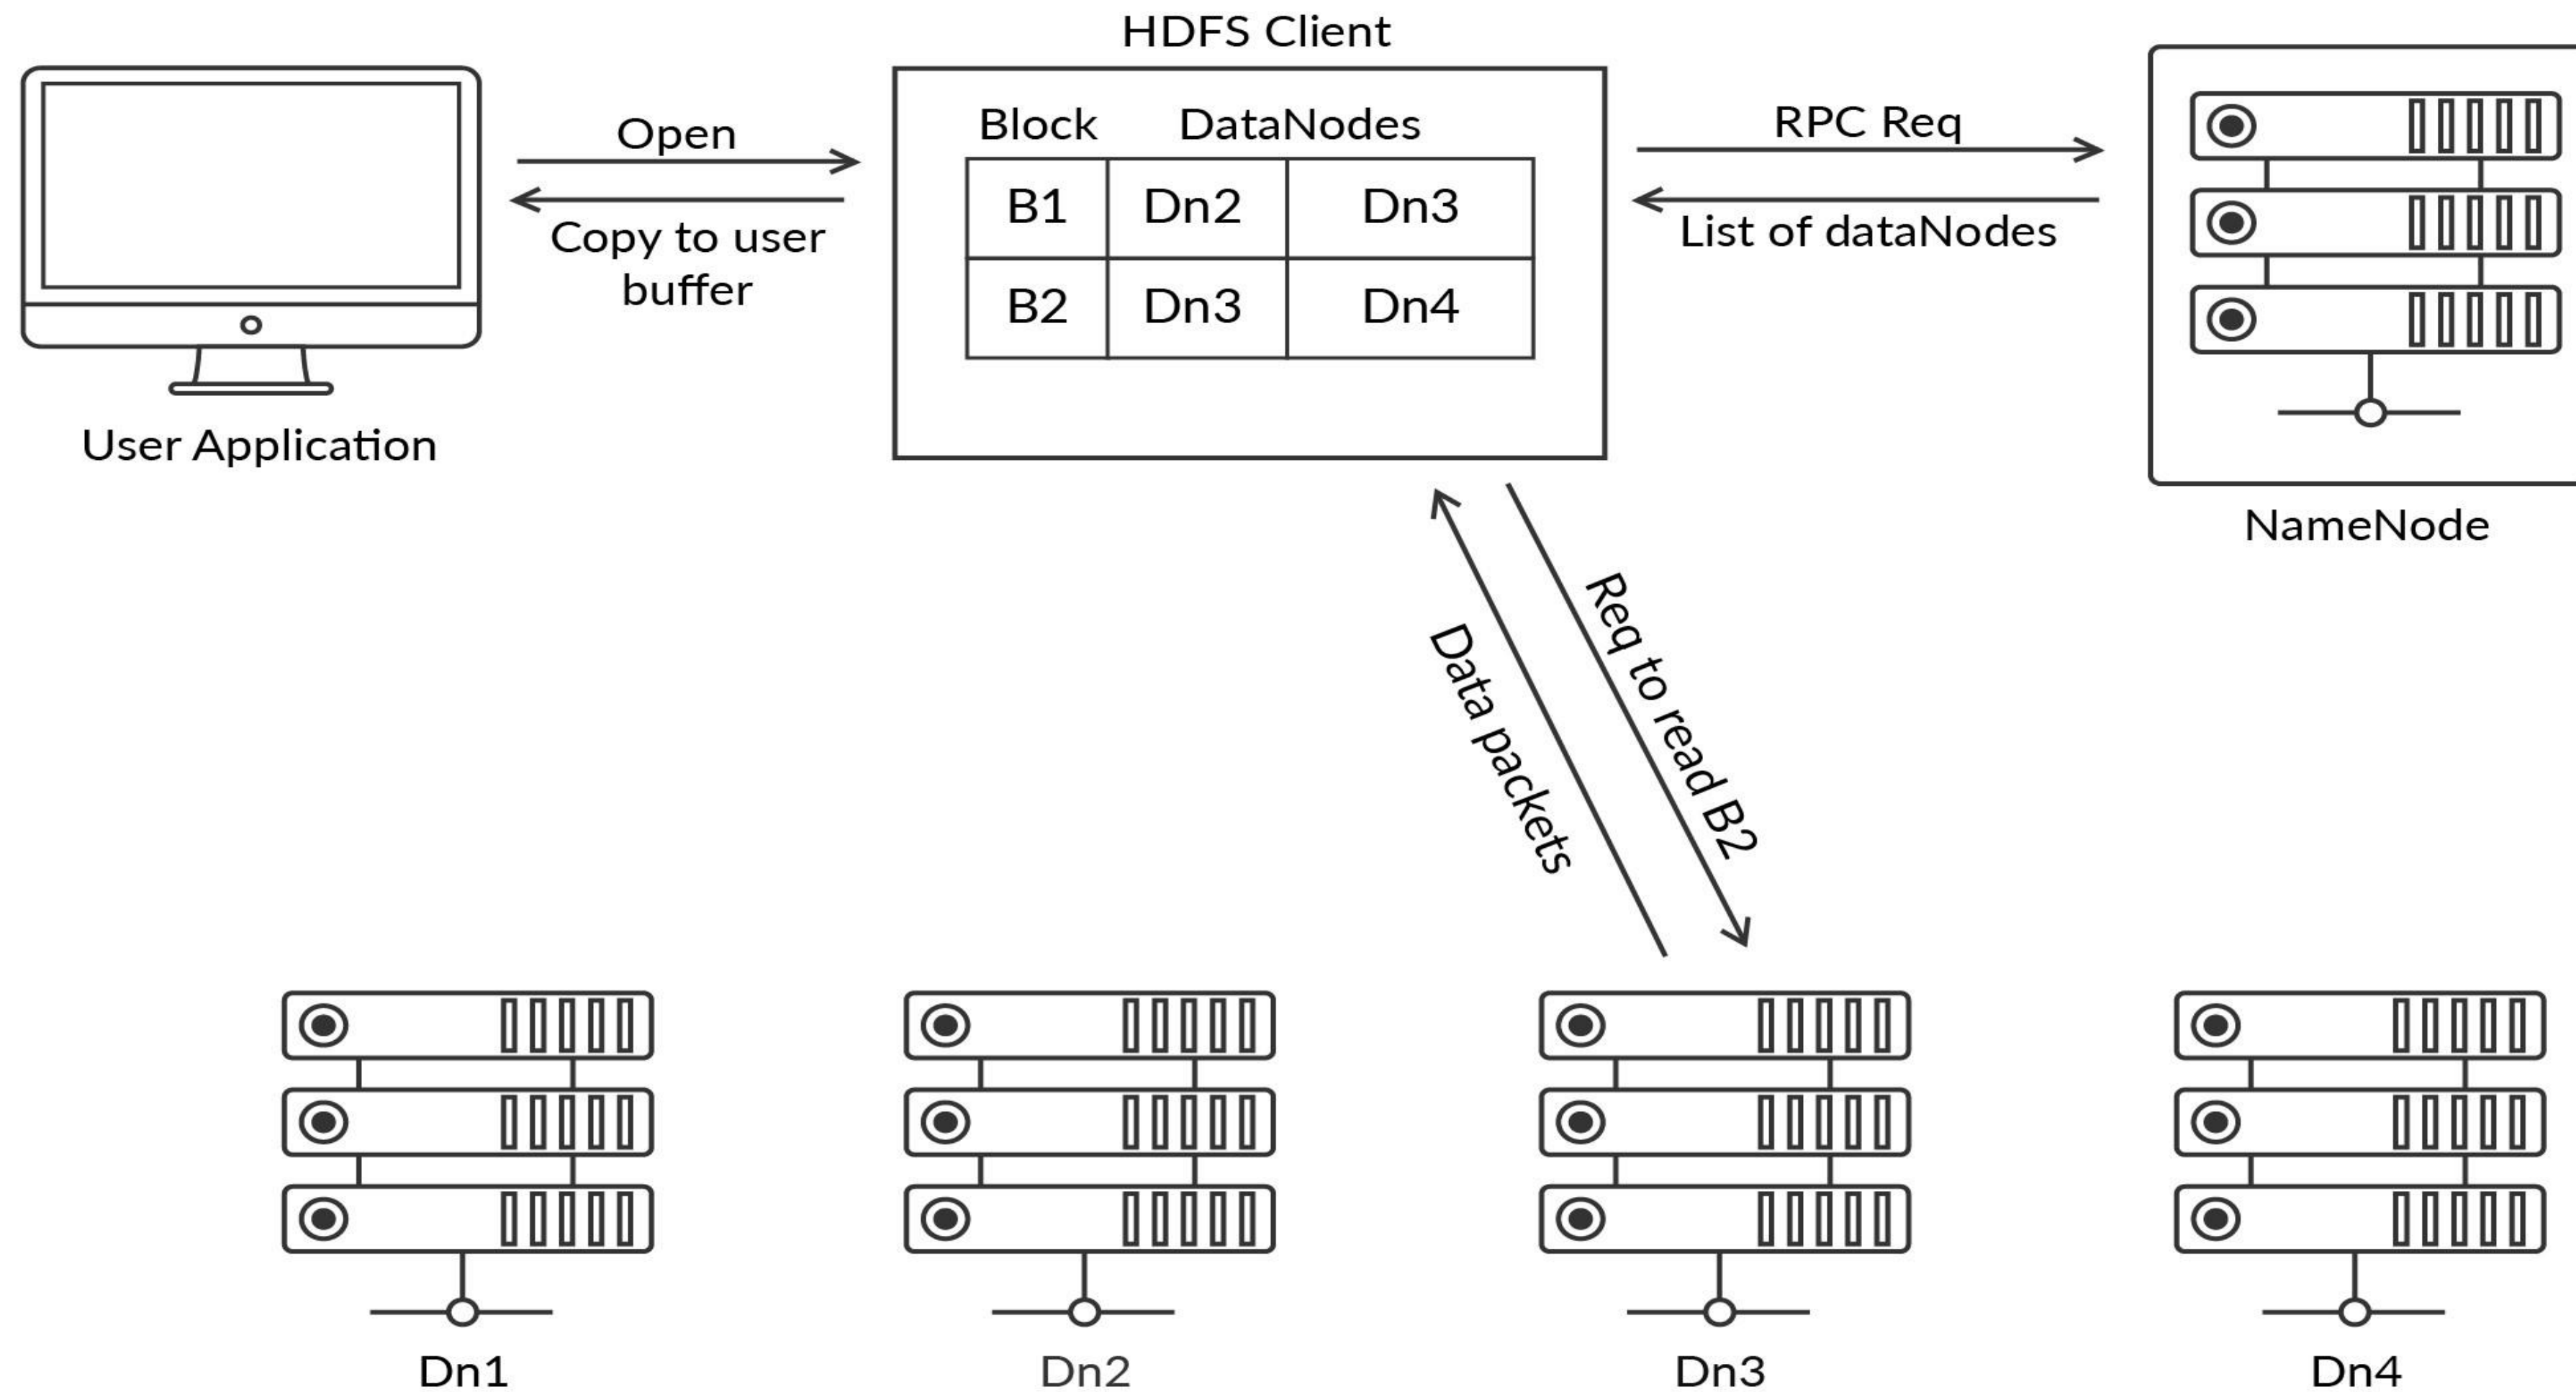 HDFS Client
Block DataNodes
B1 Dn2 Dn3
B2 Dn3 Dn4
Open
Copy to user
buffer
RPC Req
List of dataNodes
User Application
NameNode
Data packets
Req to read B2
Dn1
Dn2
Dn3
Dn4